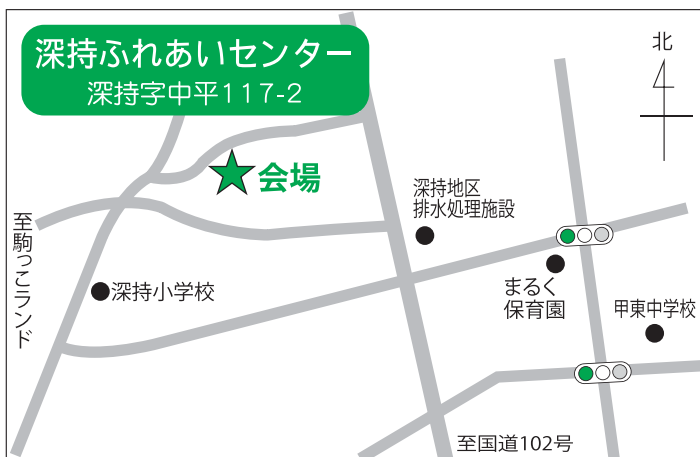 深持ふれあいセンター
深持字中平117-2
北
会場
深持地区
排水処理施設
至駒っこランド
深持小学校
まるく
保育園
甲東中学校
至国道102号